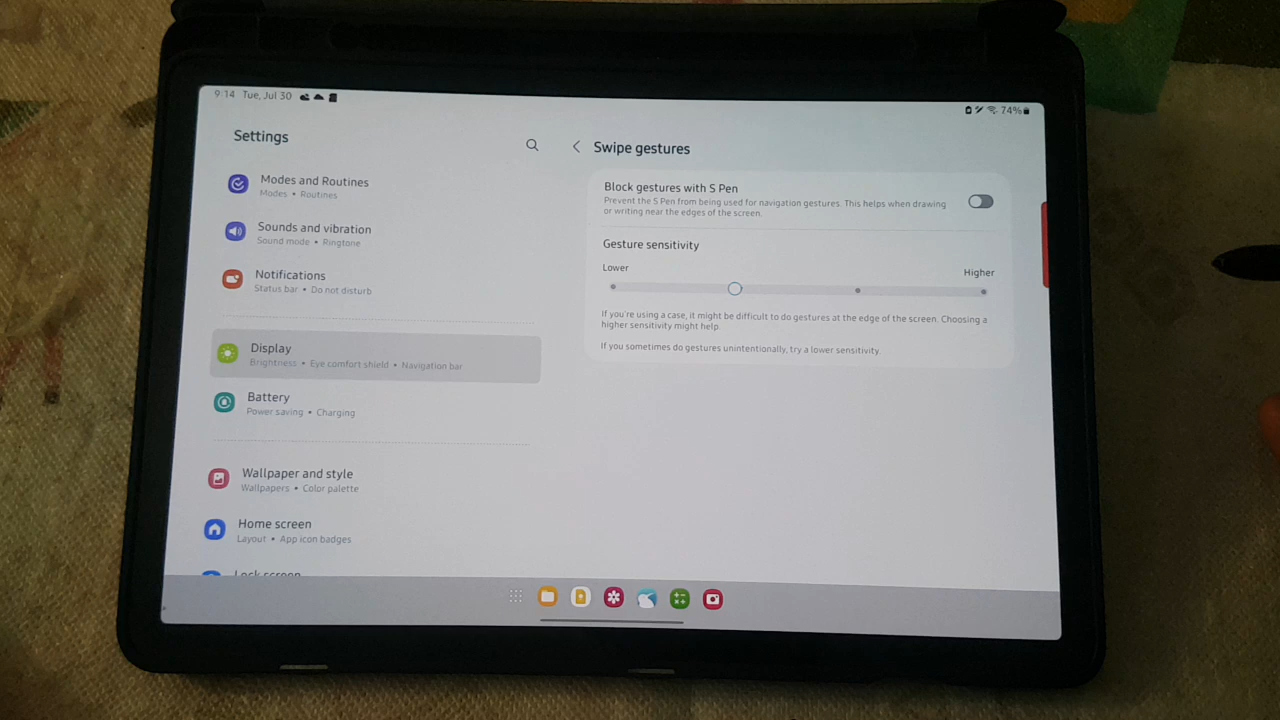 9:14 Tue, Jul 30
74%
Settings
Modes and Routines
Modes • Routines
Sounds and vibration
Sound mode • Ringtone
Notifications
Status bar • Do not disturb
Display
Brightness • Eye comfort shield • Navigation bar
Battery
Power saving • Charging
Wallpaper and style
Wallpapers • Color palette
Home screen
Layout • App icon badges
Lock screen
Swipe gestures
Block gestures with S Pen
Prevent the S Pen from being used for navigation gestures. This helps when drawing
or writing near the edges of the screen.
Gesture sensitivity
Lower
Higher
If you're using a case, it might be difficult to do gestures at the edge of the screen. Choosing a
higher sensitivity might help.
If you sometimes do gestures unintentionally, try a lower sensitivity.